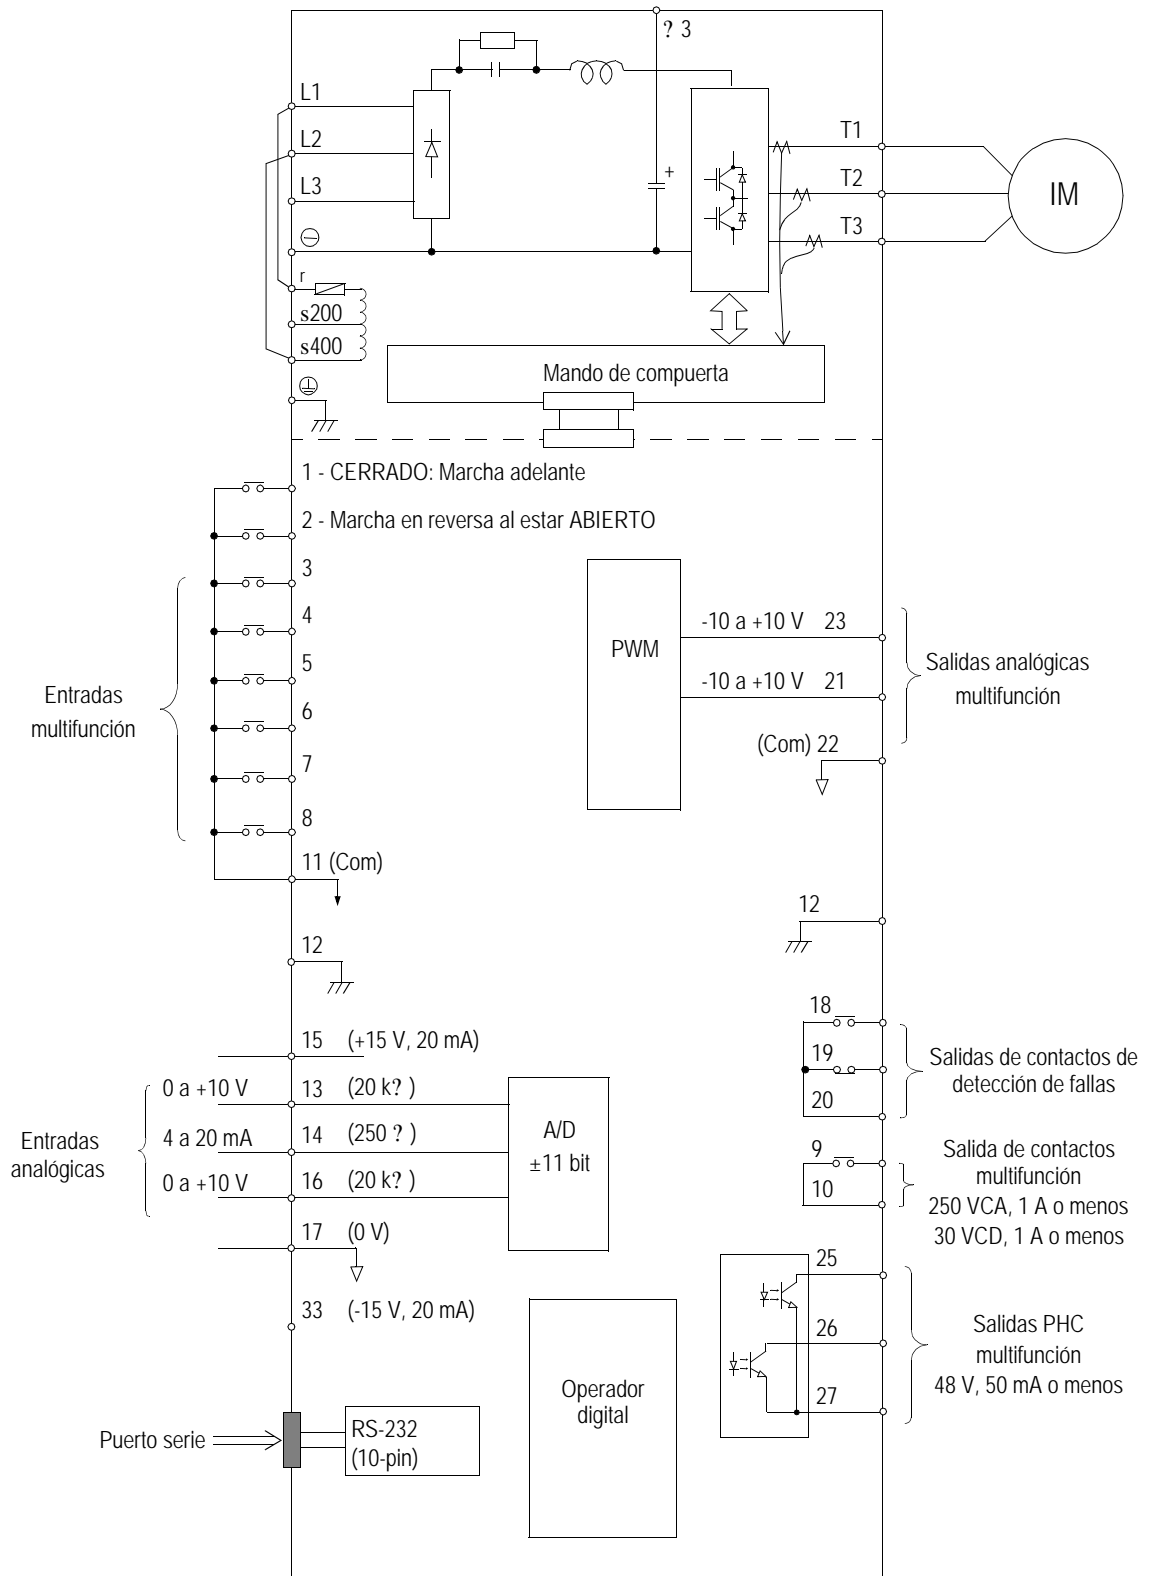 ? 3
L1
L2
L3
T1
T2
T3
IM
+
r
s200
s400
Mando de compuerta
1 - CERRADO: Marcha adelante
2 - Marcha en reversa al estar ABIERTO
3
4
5
6
7
8
Entradas
multifunción
11 (Com)
12
PWM
-10 a +10 V 23
-10 a +10 V 21
(Com) 22
Salidas analógicas
multifunción
12
15 (+15 V, 20 mA)
0 a +10 V 13 (20 k? )
4 a 20 mA 14 (250 ? )
0 a +10 V 16 (20 k? )
17 (0 V)
33 (-15 V, 20 mA)
Entradas
analógicas
A/D
±11 bit
18
19
20
Salidas de contactos de
detección de fallas
9
10
Salida de contactos
multifunción
250 VCA, 1 A o menos
30 VCD, 1 A o menos
25
26
27
Salidas PHC
multifunción
48 V, 50 mA o menos
Operador
digital
Puerto serie
RS-232
(10-pin)